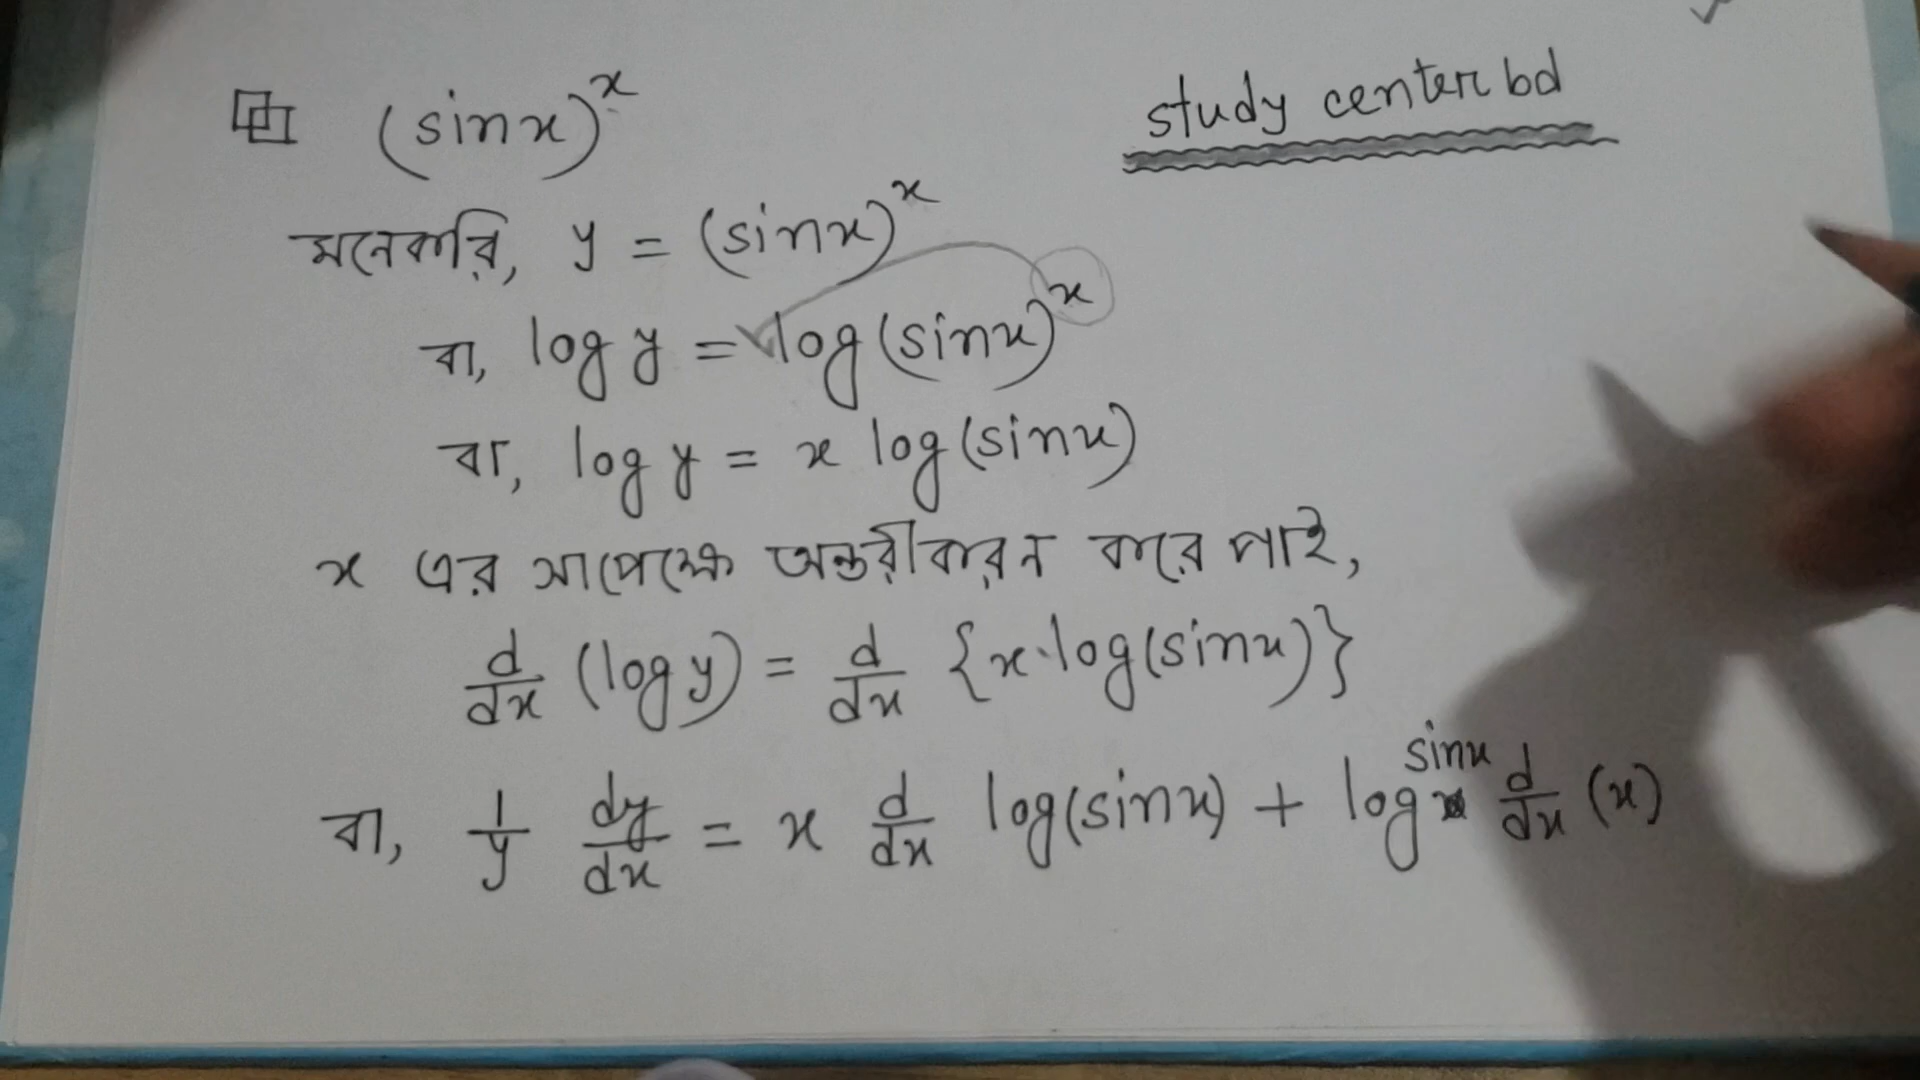 (sinx)^x
study center bd
মনেকরি, y = (sinx)^x
বা, log y = log(sinx)^x
বা, log y = x log(sinx)
x এর সাপেক্ষে অন্তরীকরন করে পাই,
d/dx (log y) = d/dx {x·log(sinx)}
বা, 1/y dy/dx = x d/dx log(sinx) + log sinx d/dx (x)